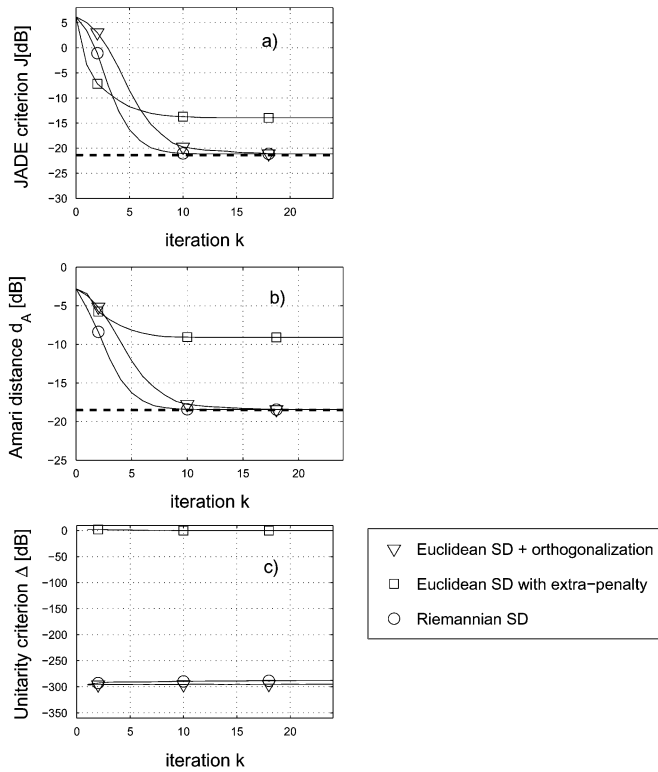 JADE criterion J[dB]
5
0
−5
−10
−15
−20
−25
−30
a)
0 5 10 15 20
iteration k
Amari distance d_A [dB]
0
−5
−10
−15
−20
−25
b)
0 5 10 15 20
iteration k
Unitarity criterion Δ [dB]
0
−50
−100
−150
−200
−250
−300
−350
c)
0 5 10 15 20
iteration k
Euclidean SD + orthogonalization
Euclidean SD with extra−penalty
Riemannian SD